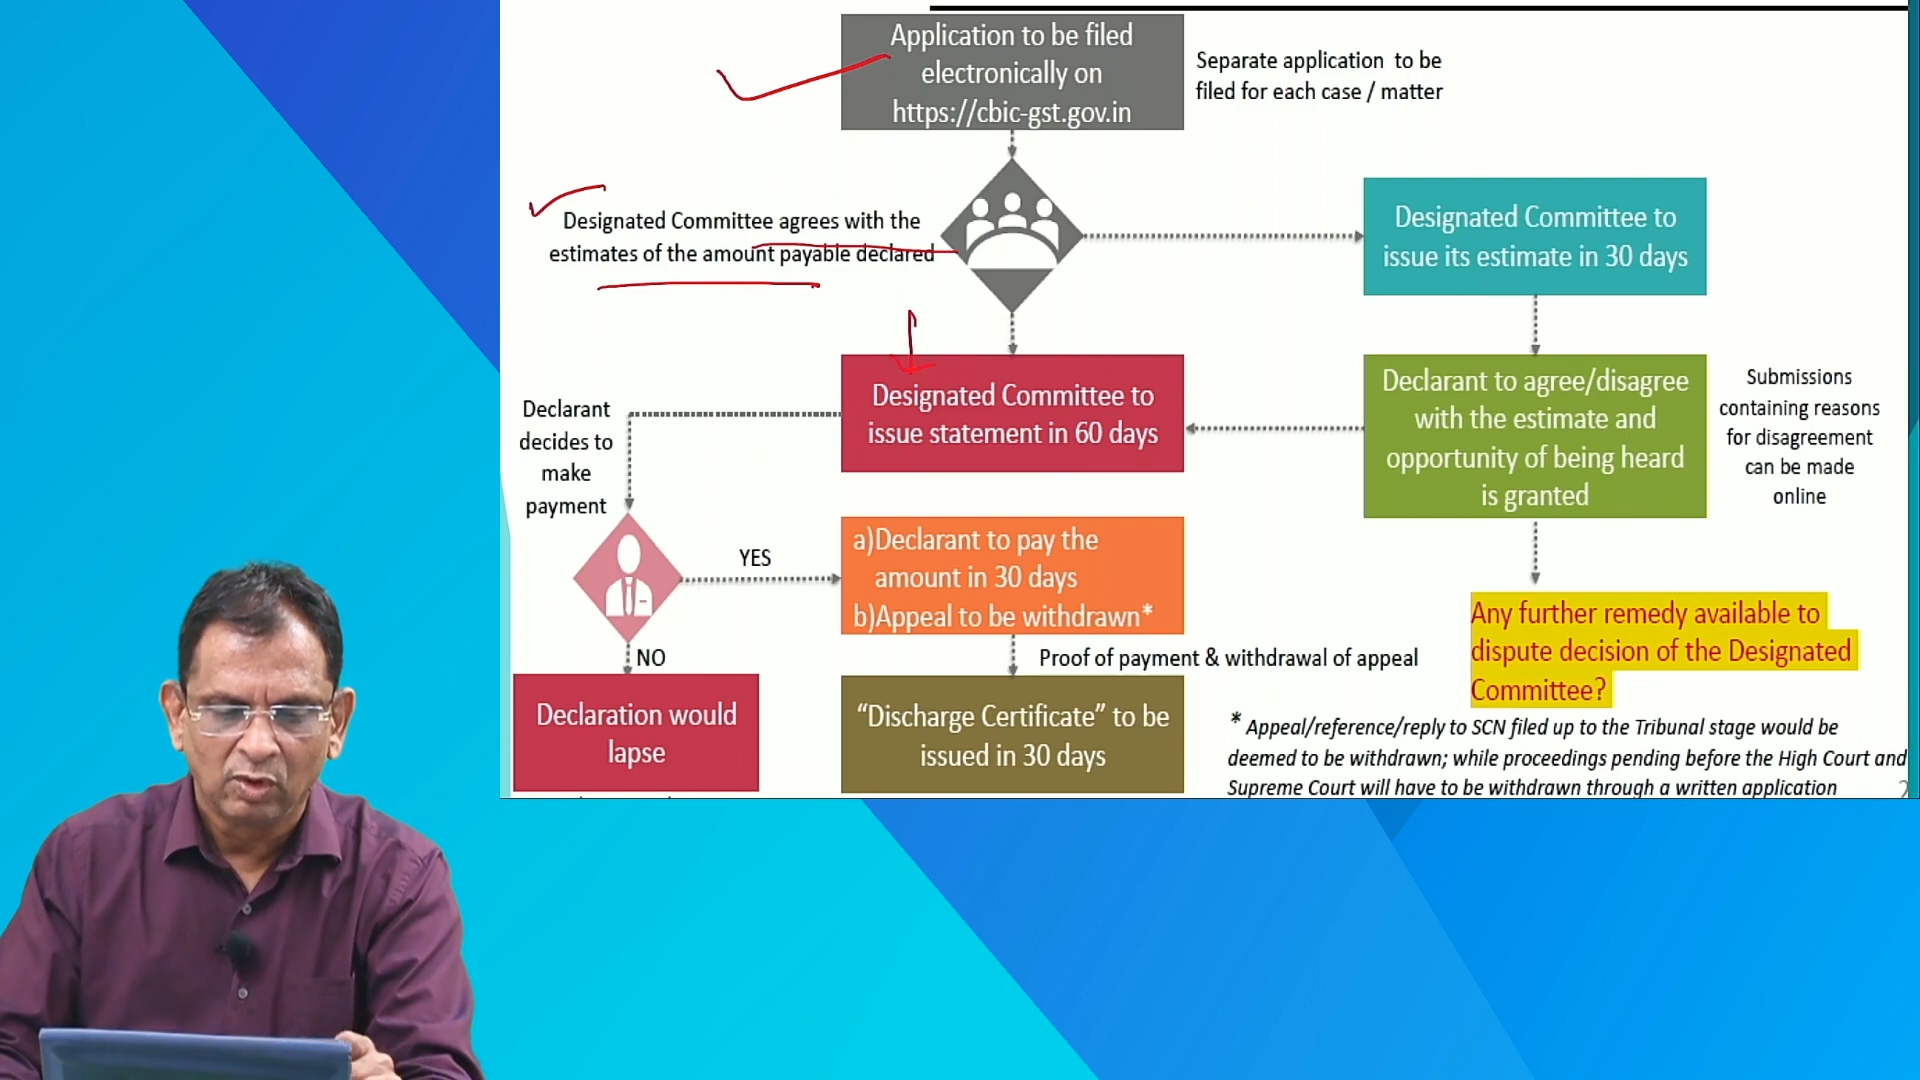 Application to be filed
electronically on
https://cbic-gst.gov.in
Separate application to be
filed for each case / matter
Designated Committee agrees with the
estimates of the amount payable declared
Designated Committee to
issue its estimate in 30 days
Designated Committee to
issue statement in 60 days
Declarant to agree/disagree
with the estimate and
opportunity of being heard
is granted
Submissions
containing reasons
for disagreement
can be made
online
Declarant
decides to
make
payment
YES
a)Declarant to pay the
amount in 30 days
b)Appeal to be withdrawn*
NO
Proof of payment & withdrawal of appeal
Any further remedy available to
dispute decision of the Designated
Committee?
Declaration would
lapse
“Discharge Certificate” to be
issued in 30 days
* Appeal/reference/reply to SCN filed up to the Tribunal stage would be
deemed to be withdrawn; while proceedings pending before the High Court and
Supreme Court will have to be withdrawn through a written application